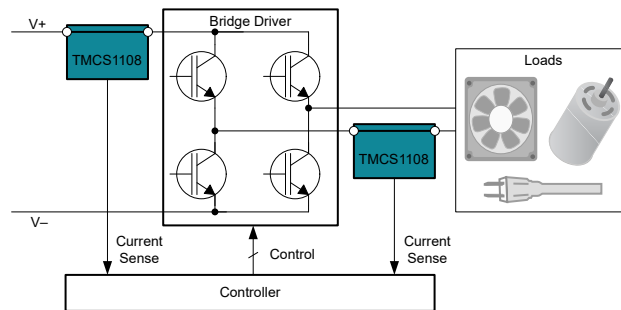 V+
Bridge Driver
TMCS1108
Loads
TMCS1108
V–
Current
Sense
Control
Current
Sense
Controller